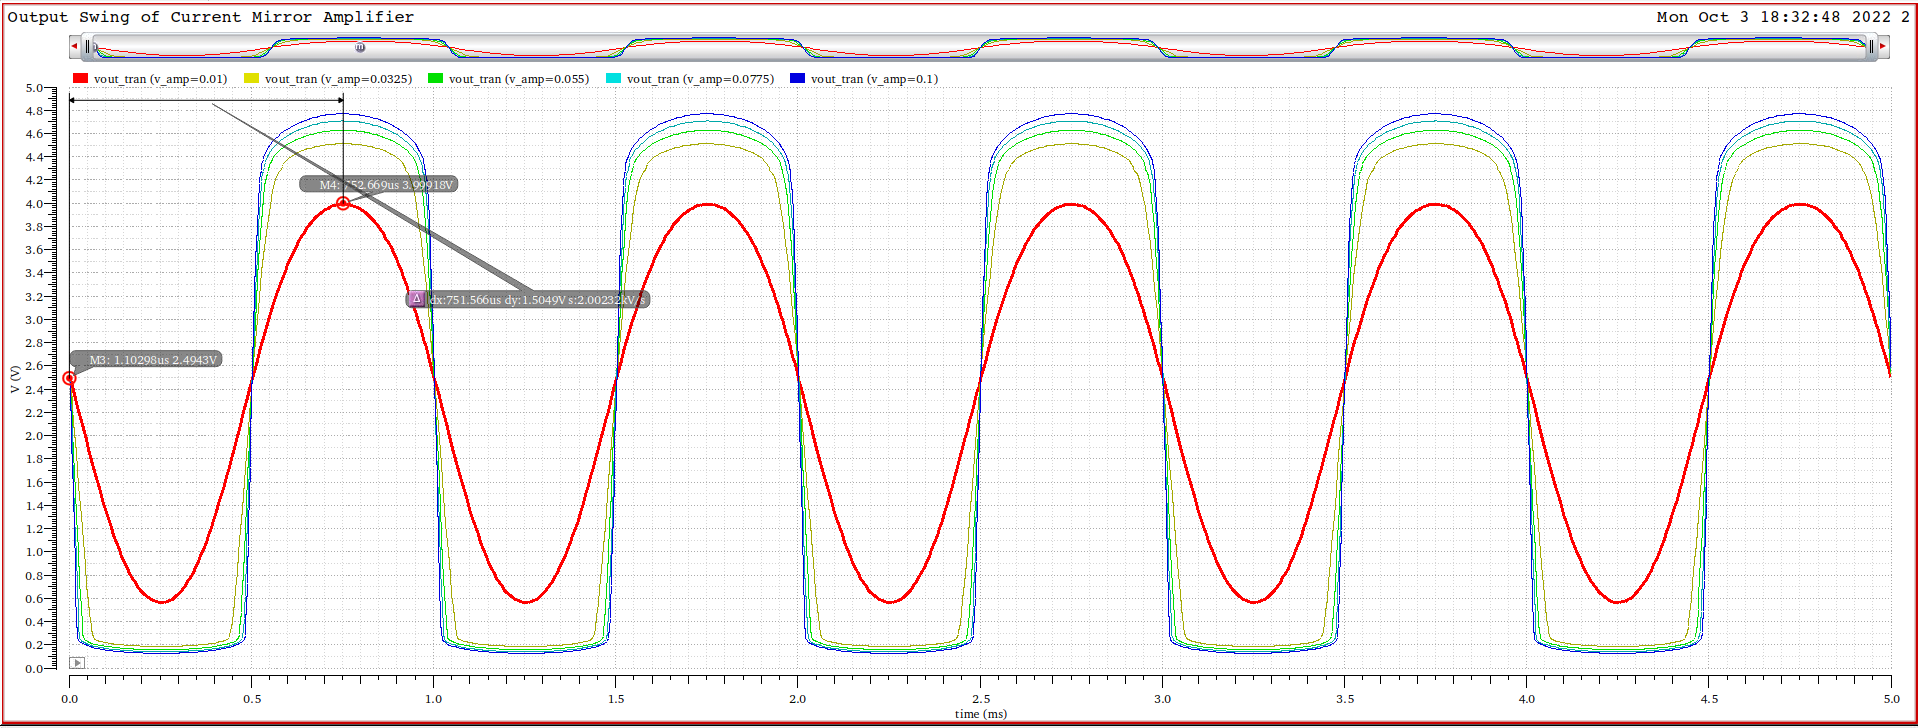 Output Swing of Current Mirror Amplifier
Mon Oct 3 18:32:48 2022 2
m
vout_tran (v_amp=0.01) vout_tran (v_amp=0.0325) vout_tran (v_amp=0.055) vout_tran (v_amp=0.0775) vout_tran (v_amp=0.1)
5.0
4.8
4.6
4.4
4.2
4.0
3.8
3.6
3.4
3.2
3.0
2.8
2.6
2.4
2.2
2.0
1.8
1.6
1.4
1.2
1.0
0.8
0.6
0.4
0.2
0.0
V (V)
M4: 752.669us 3.99918V
Δ dx:751.566us dy:1.5049V s:2.00232kV/s
M3: 1.10298us 2.4943V
0.0 0.5 1.0 1.5 2.0 2.5 3.0 3.5 4.0 4.5 5.0
time (ms)